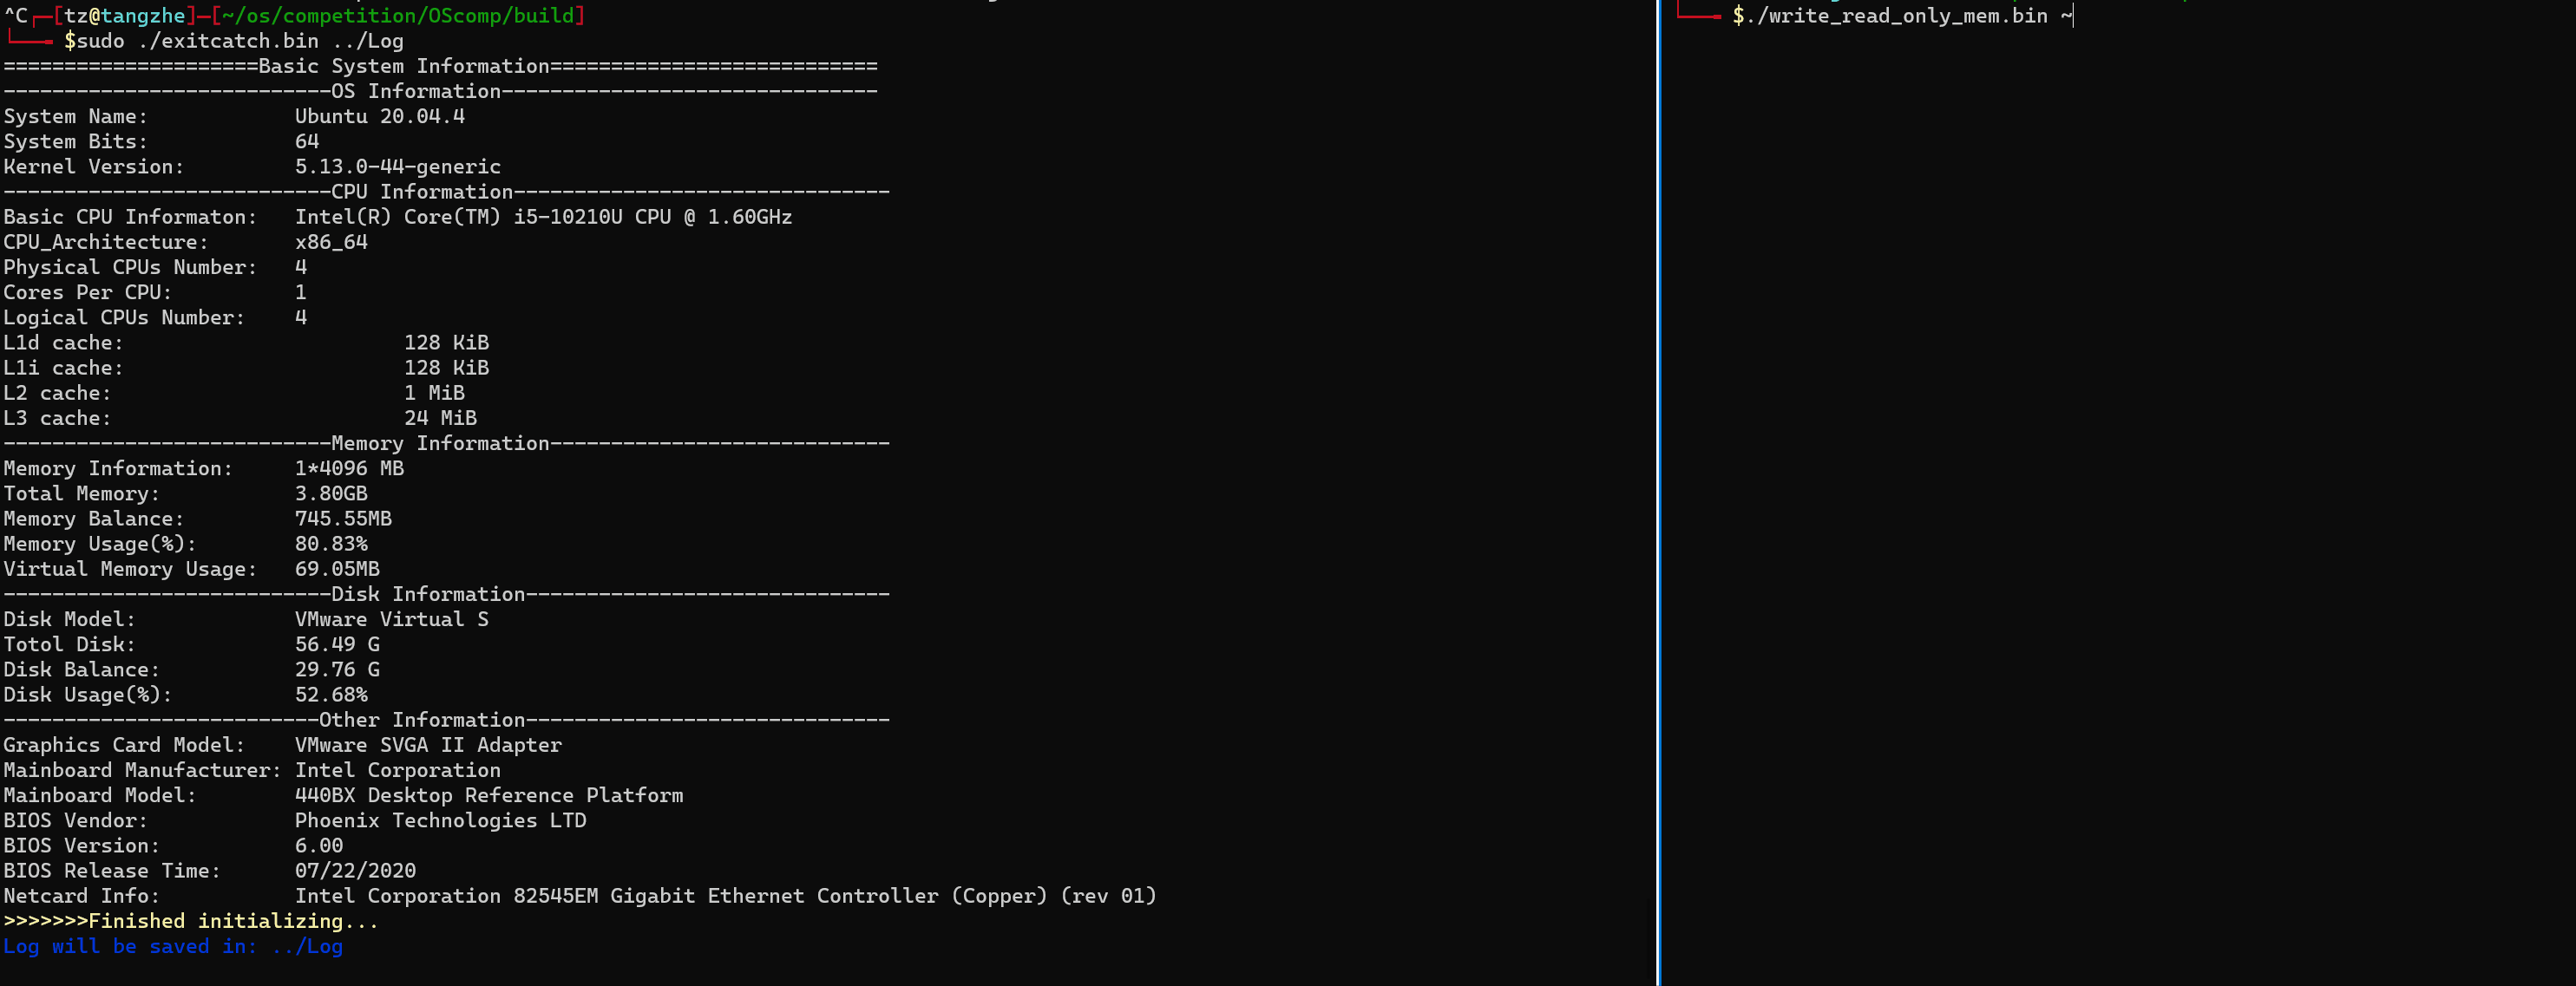 ^C┌─[tz@tangzhe]─[~/os/competition/OScomp/build]
└──╼ $sudo ./exitcatch.bin ../Log
=====================Basic System Information===========================
---------------------------OS Information-------------------------------
System Name:            Ubuntu 20.04.4
System Bits:            64
Kernel Version:         5.13.0-44-generic
---------------------------CPU Information-------------------------------
Basic CPU Informaton:   Intel(R) Core(TM) i5-10210U CPU @ 1.60GHz
CPU_Architecture:       x86_64
Physical CPUs Number:   4
Cores Per CPU:          1
Logical CPUs Number:    4
L1d cache:                       128 KiB
L1i cache:                       128 KiB
L2 cache:                        1 MiB
L3 cache:                        24 MiB
---------------------------Memory Information----------------------------
Memory Information:     1*4096 MB
Total Memory:           3.80GB
Memory Balance:         745.55MB
Memory Usage(%):        80.83%
Virtual Memory Usage:   69.05MB
---------------------------Disk Information------------------------------
Disk Model:             VMware Virtual S
Totol Disk:             56.49 G
Disk Balance:           29.76 G
Disk Usage(%):          52.68%
--------------------------Other Information------------------------------
Graphics Card Model:    VMware SVGA II Adapter
Mainboard Manufacturer: Intel Corporation
Mainboard Model:        440BX Desktop Reference Platform
BIOS Vendor:            Phoenix Technologies LTD
BIOS Version:           6.00
BIOS Release Time:      07/22/2020
Netcard Info:           Intel Corporation 82545EM Gigabit Ethernet Controller (Copper) (rev 01)
>>>>>>>Finished initializing...
Log will be saved in: ../Log
└──╼ $./write_read_only_mem.bin ~